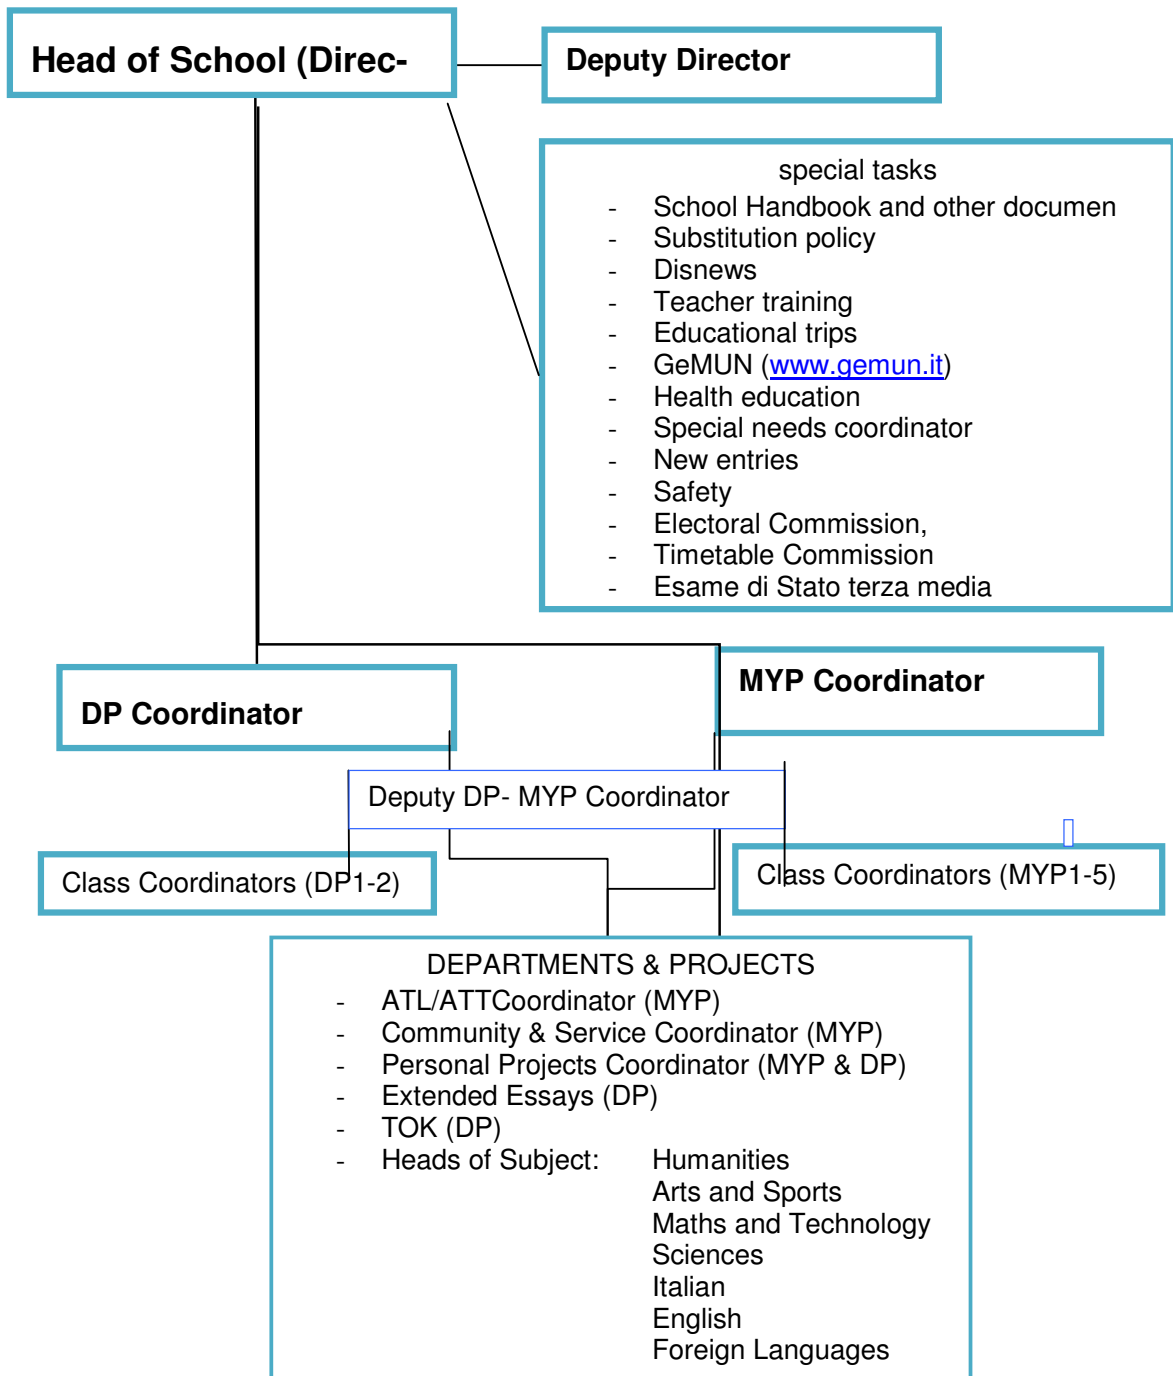 Head of School (Direc-
Deputy Director
special tasks
- School Handbook and other documen
- Substitution policy
- Disnews
- Teacher training
- Educational trips
- GeMUN (www.gemun.it)
- Health education
- Special needs coordinator
- New entries
- Safety
- Electoral Commission,
- Timetable Commission
- Esame di Stato terza media
DP Coordinator
MYP Coordinator
Deputy DP- MYP Coordinator
Class Coordinators (DP1-2)
Class Coordinators (MYP1-5)
DEPARTMENTS & PROJECTS
- ATL/ATTCoordinator (MYP)
- Community & Service Coordinator (MYP)
- Personal Projects Coordinator (MYP & DP)
- Extended Essays (DP)
- TOK (DP)
- Heads of Subject: Humanities
Arts and Sports
Maths and Technology
Sciences
Italian
English
Foreign Languages